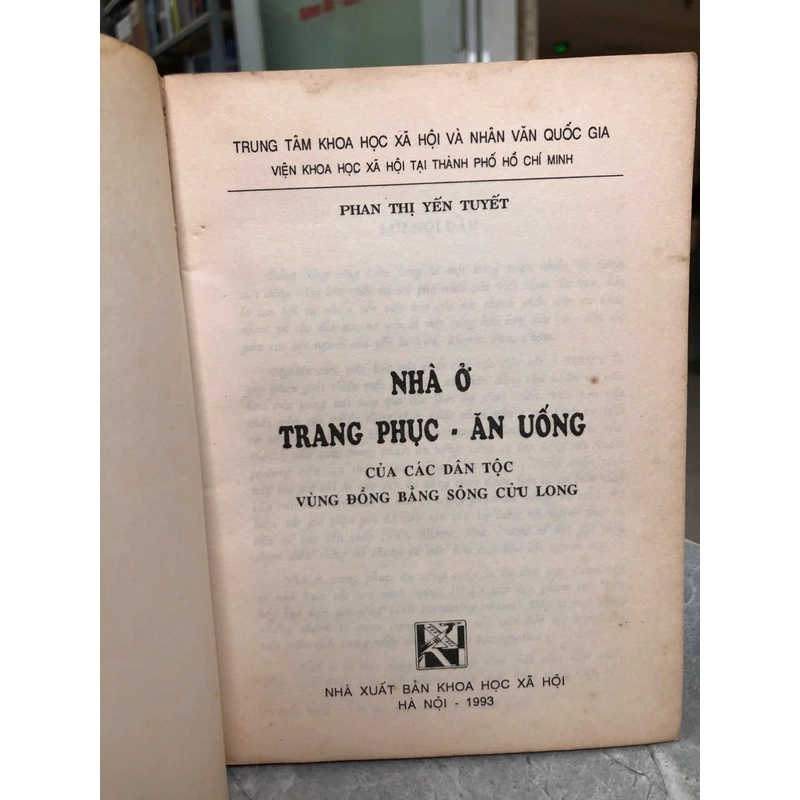 TRUNG TÂM KHOA HỌC XÃ HỘI VÀ NHÂN VĂN QUỐC GIA
VIỆN KHOA HỌC XÃ HỘI TẠI THÀNH PHỐ HỒ CHÍ MINH
PHAN THỊ YẾN TUYẾT
NHÀ Ở
TRANG PHỤC - ĂN UỐNG
CỦA CÁC DÂN TỘC
VÙNG ĐỒNG BẰNG SÔNG CỬU LONG
NHÀ XUẤT BẢN KHOA HỌC XÃ HỘI
HÀ NỘI - 1993